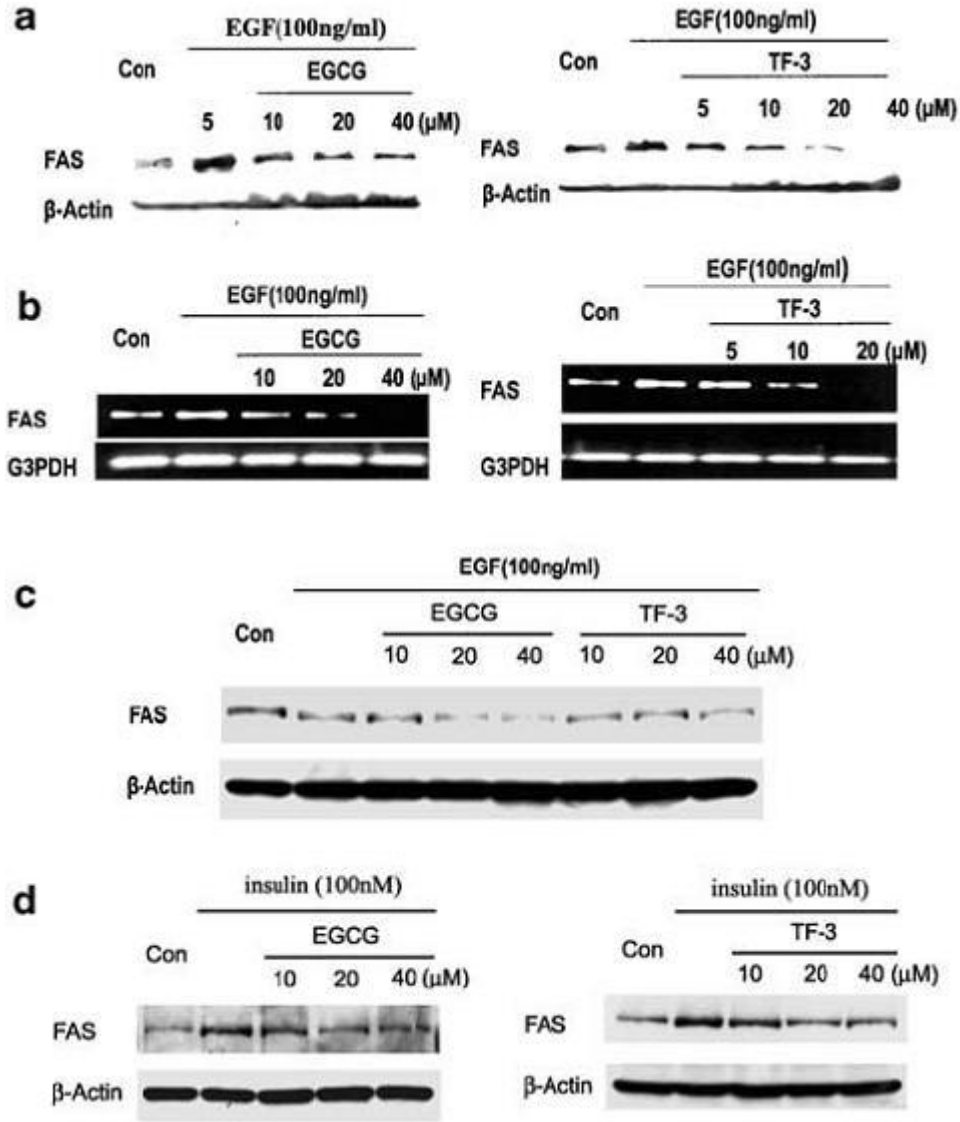 a
EGF(100ng/ml)
Con EGCG
5 10 20 40 (μM)
FAS
β-Actin
EGF(100ng/ml)
Con TF-3
5 10 20 40 (μM)
FAS
β-Actin
b
EGF(100ng/ml)
Con EGCG
10 20 40 (μM)
FAS
G3PDH
EGF(100ng/ml)
Con TF-3
5 10 20 (μM)
FAS
G3PDH
c
EGF(100ng/ml)
Con EGCG TF-3
10 20 40 10 20 40 (μM)
FAS
β-Actin
d
insulin (100nM)
Con EGCG
10 20 40 (μM)
FAS
β-Actin
insulin (100nM)
Con TF-3
10 20 40 (μM)
FAS
β-Actin